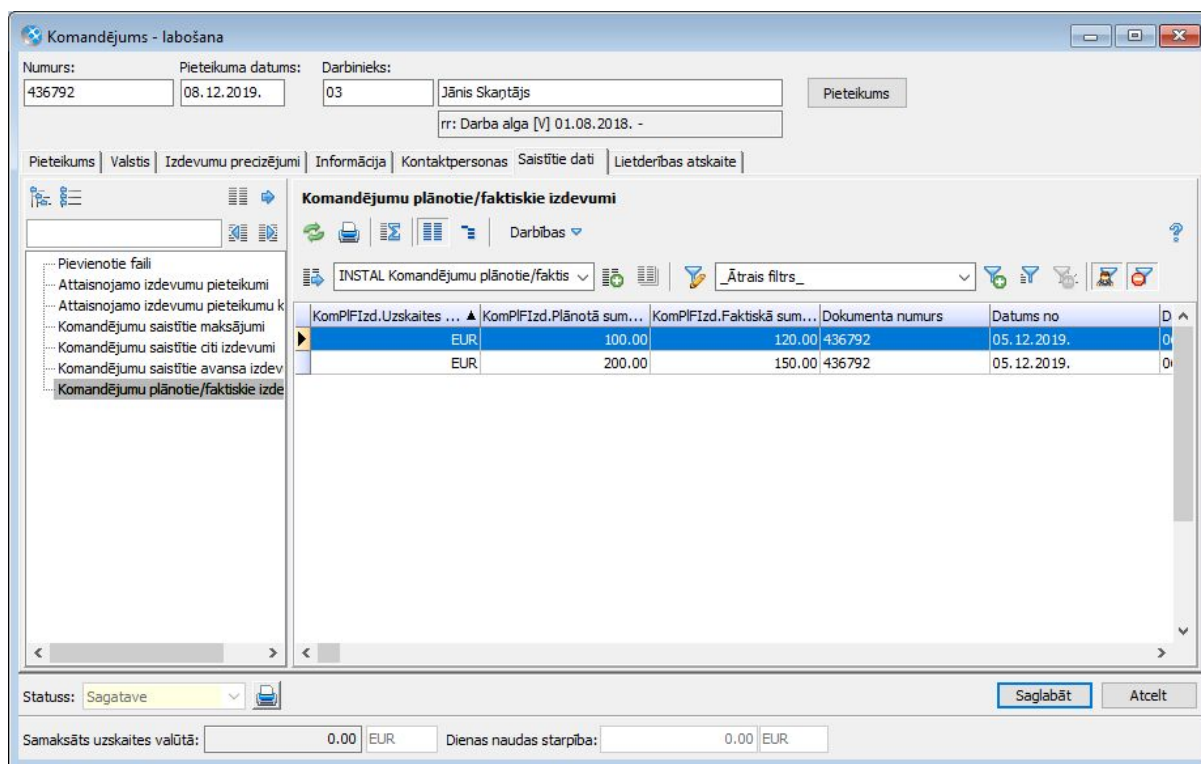 Komandējums - labošana
Numurs: Pieteikuma datums: Darbinieks:
436792 08.12.2019. 03 Jānis Skaņtājs Pieteikums
rr: Darba alga [V] 01.08.2018. -
Pieteikums Valstis Izdevumu precizējumi Informācija Kontaktpersonas Saistītie dati Lietderības atskaite
Komandējumu plānotie/faktiskie izdevumi
Darbības
INSTAL Komandējumu plānotie/faktis _Ātrais filtrs_
Pievienotie faili
Attaisnojamo izdevumu pieteikumi
Attaisnojamo izdevumu pieteikumu k
Komandējumu saistītie maksājumi
Komandējumu saistītie citi izdevumi
Komandējumu saistītie avansa izdev
Komandējumu plānotie/faktiskie izde
KomPlFIzd.Uzskaites ... KomPlFIzd.Plānotā sum... KomPlFIzd.Faktiskā sum... Dokumenta numurs Datums no D
EUR 100.00 120.00 436792 05.12.2019. 0
EUR 200.00 150.00 436792 05.12.2019. 0
Statuss: Sagatave Saglabāt Atcelt
Samaksāts uzskaites valūtā: 0.00 EUR Dienas naudas starpība: 0.00 EUR